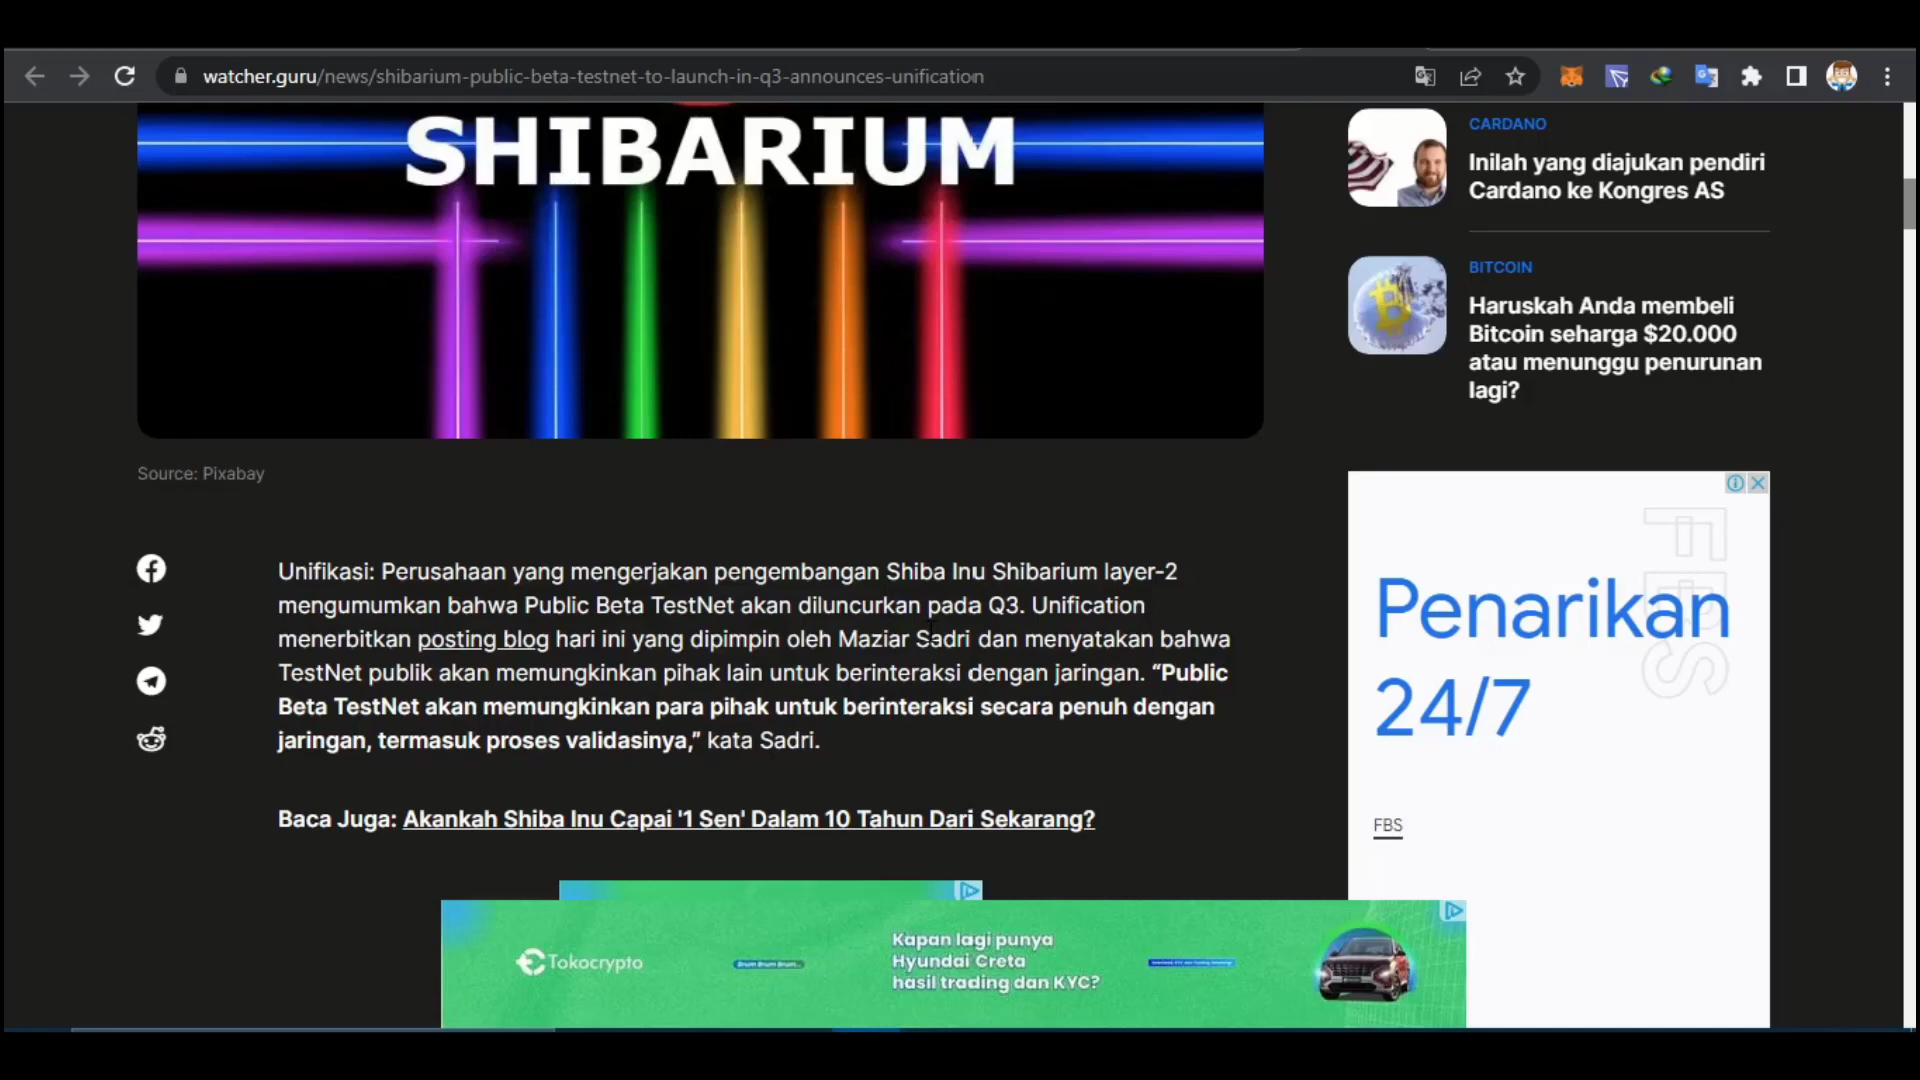 watcher.guru/news/shibarium-public-beta-testnet-to-launch-in-q3-announces-unification
SHIBARIUM
Source: Pixabay
Unifikasi: Perusahaan yang mengerjakan pengembangan Shiba Inu Shibarium layer-2
mengumumkan bahwa Public Beta TestNet akan diluncurkan pada Q3. Unification
menerbitkan posting blog hari ini yang dipimpin oleh Maziar Sadri dan menyatakan bahwa
TestNet publik akan memungkinkan pihak lain untuk berinteraksi dengan jaringan. “Public
Beta TestNet akan memungkinkan para pihak untuk berinteraksi secara penuh dengan
jaringan, termasuk proses validasinya,” kata Sadri.
Baca Juga: Akankah Shiba Inu Capai '1 Sen' Dalam 10 Tahun Dari Sekarang?
CARDANO
Inilah yang diajukan pendiri
Cardano ke Kongres AS
BITCOIN
Haruskah Anda membeli
Bitcoin seharga $20.000
atau menunggu penurunan
lagi?
FBS
Penarikan
24/7
FBS
Tokocrypto
Kapan lagi punya
Hyundai Creta
hasil trading dan KYC?